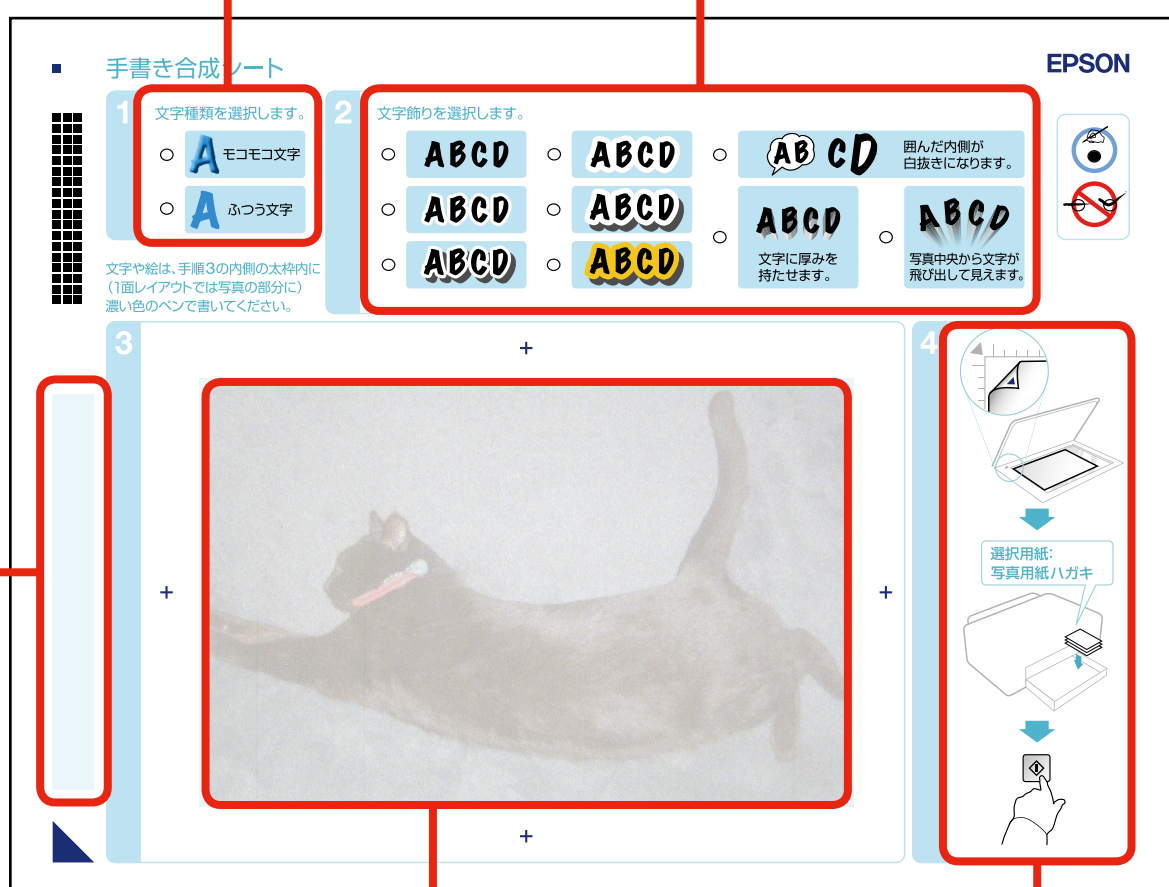 手書き合成シート
EPSON
1
文字種類を選択します。
A モコモコ文字
A ふつう文字
文字や絵は、手順3の内側の太枠内に
(1面レイアウトでは写真の部分に)
濃い色のペンで書いてください。
2
文字飾りを選択します。
ABCD
ABCD
AB CD
囲んだ内側が
白抜きになります。
ABCD
ABCD
ABCD
文字に厚みを
持たせます。
ABCD
写真中央から文字が
飛び出して見えます。
ABCD
ABCD
3
4
選択用紙:
写真用紙ハガキ